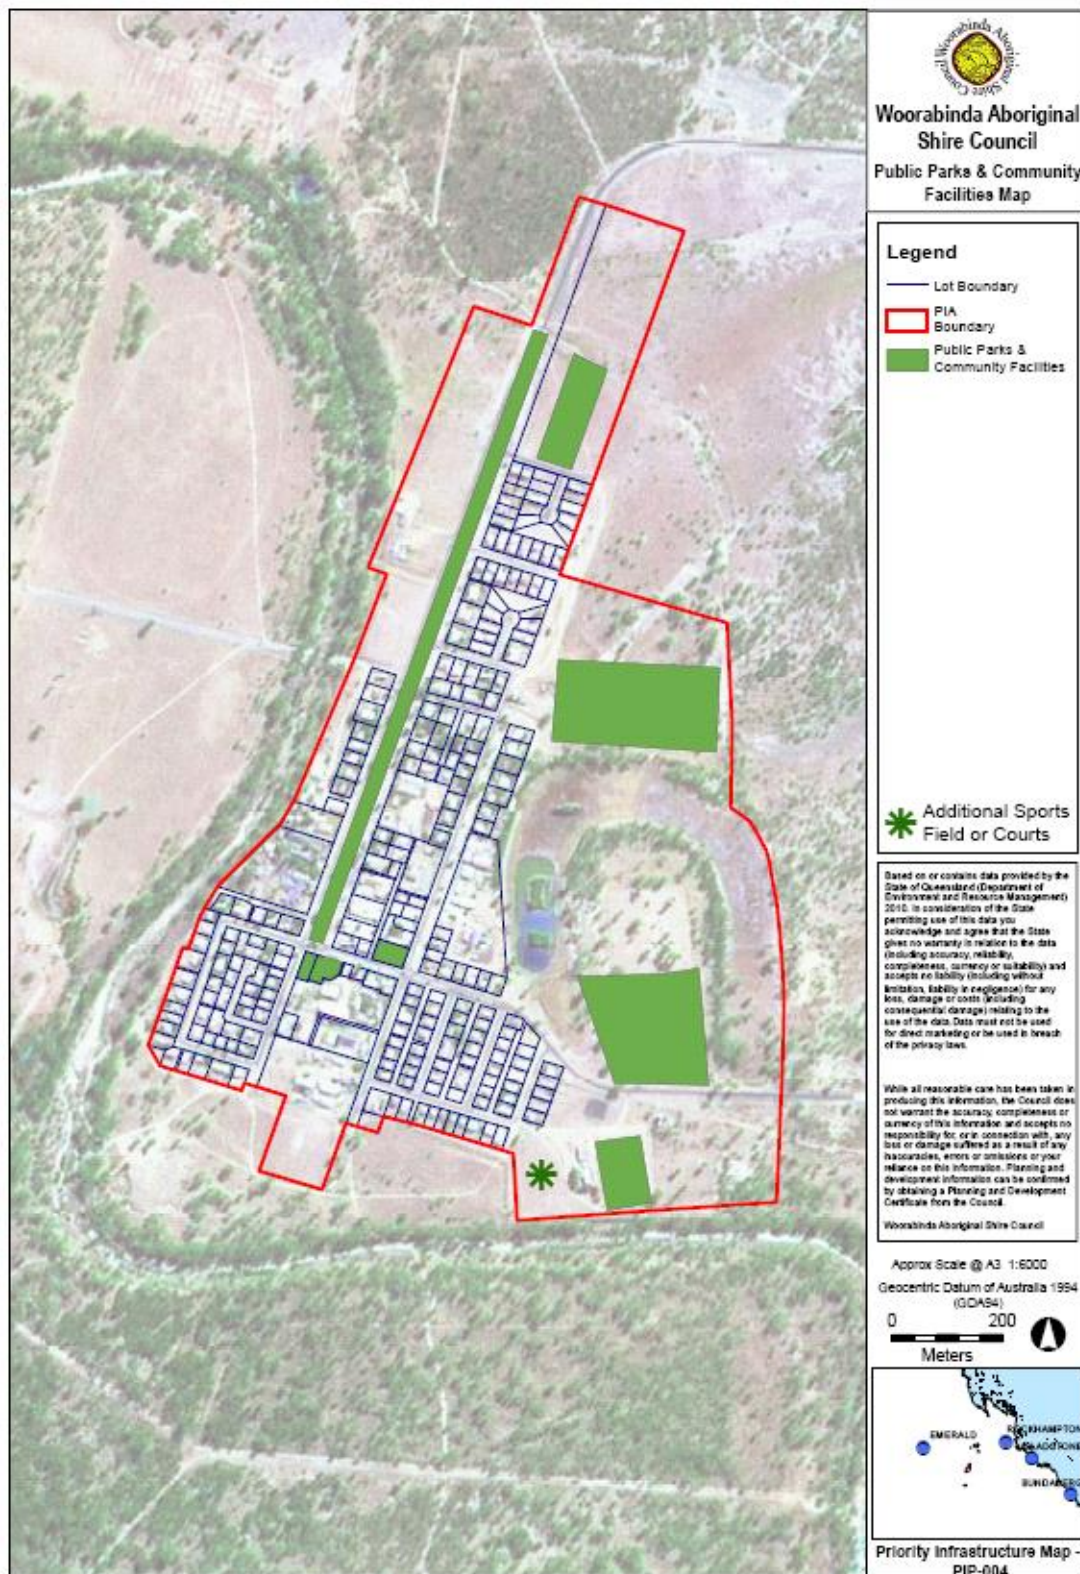 Woorabinda Aboriginal Shire Council
Woorabinda Aboriginal
Shire Council
Public Parks & Community
Facilities Map
Legend
Lot Boundary
PIA
Boundary
Public Parks &
Community Facilities
Additional Sports
Field or Courts
Based on or contains data provided by the
State of Queensland (Department of
Environment and Resource Management)
2010. In consideration of the State
permitting use of this data you
acknowledge and agree that the State
gives no warranty in relation to the data
(including accuracy, reliability,
completeness, currency or suitability) and
accepts no liability (including without
limitation, liability in negligence) for any
loss, damage or costs (including
consequential damage) relating to the
use of the data. Data must not be used
for direct marketing or be used in breach
of the privacy laws.
While all reasonable care has been taken in
producing this information, the Council does
not warrant the accuracy, completeness or
currency of this information and accepts no
responsibility for, or in connection with, any
loss or damage suffered as a result of any
inaccuracies, errors or omissions or your
reliance on this information. Planning and
development information can be confirmed
by obtaining a Planning and Development
Certificate from the Council.
Woorabinda Aboriginal Shire Council
Approx Scale @ A3 1:6000
Geocentric Datum of Australia 1994
(GDA94)
0 200
Meters
EMERALD
ROCKHAMPTON
BUNDABERG
Priority Infrastructure Map -
PIP-004